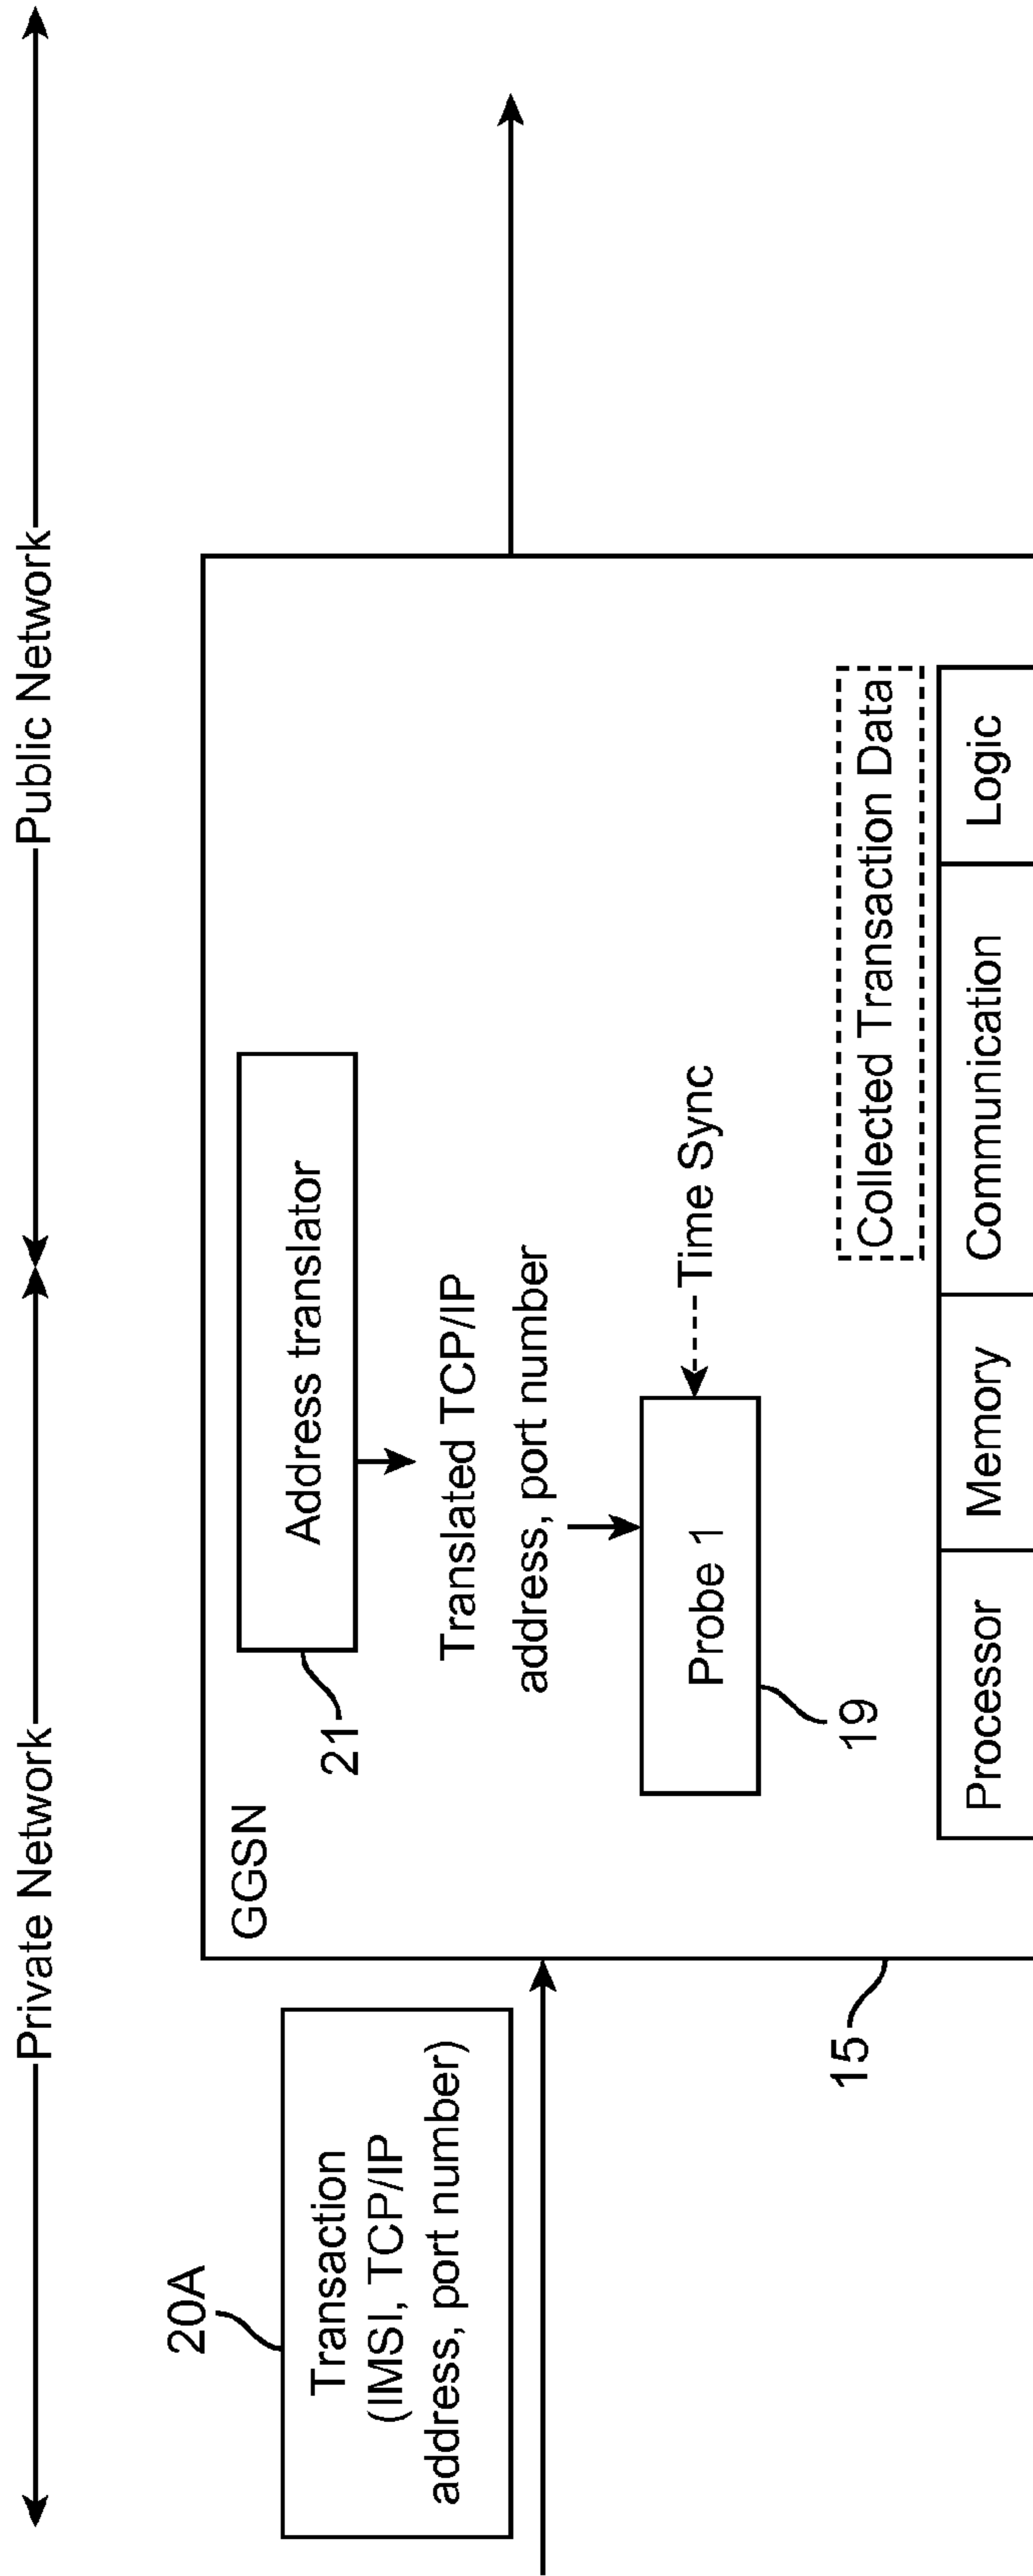 Private Network
Public Network
20A
Transaction
(IMSI, TCP/IP
address, port number)
GGSN
21
Address translator
Translated TCP/IP
address, port number
Probe 1
Time Sync
19
15
Collected Transaction Data
Processor
Memory
Communication
Logic